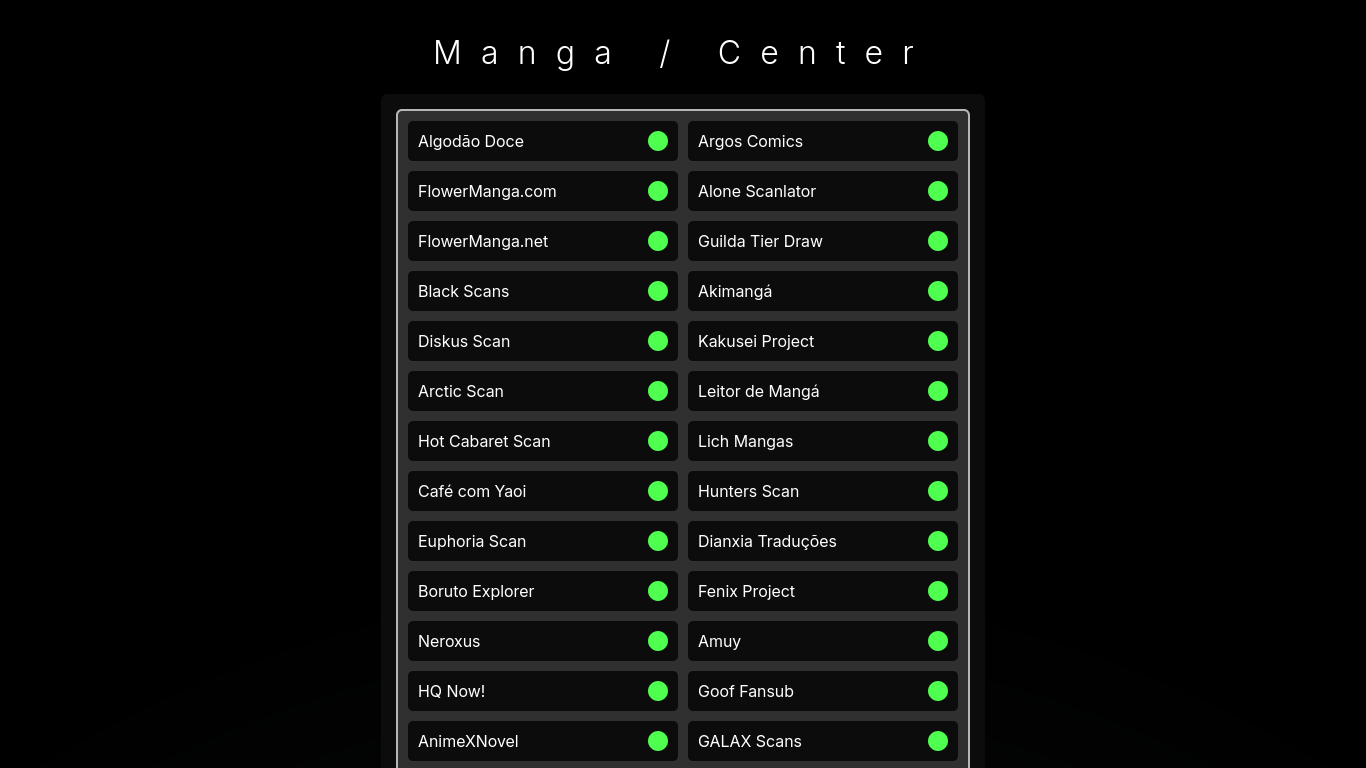 Manga / Center
Algodão Doce
Argos Comics
FlowerManga.com
Alone Scanlator
FlowerManga.net
Guilda Tier Draw
Black Scans
Akimangá
Diskus Scan
Kakusei Project
Arctic Scan
Leitor de Mangá
Hot Cabaret Scan
Lich Mangas
Café com Yaoi
Hunters Scan
Euphoria Scan
Dianxia Traduções
Boruto Explorer
Fenix Project
Neroxus
Amuy
HQ Now!
Goof Fansub
AnimeXNovel
GALAX Scans